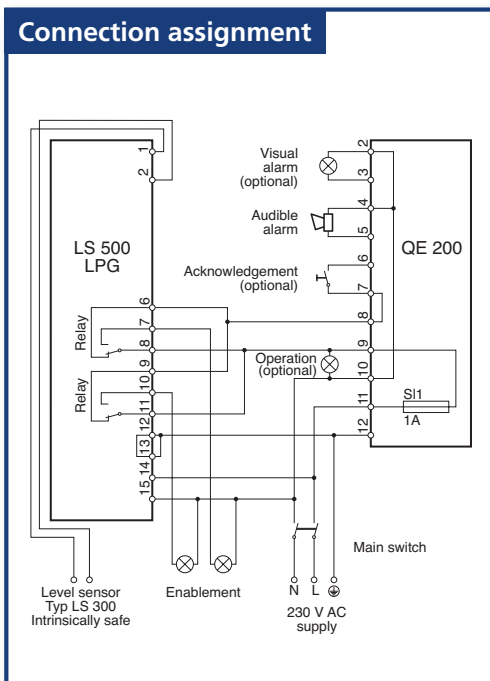 Connection assignment
1
2
LS 500
LPG
Relay
Relay
6
7
8
9
10
11
12
13
14
15
Visual
alarm
(optional)
Audible
alarm
Acknowledgement
(optional)
Operation
(optional)
2
3
4
5
6
7
8
9
10
11
12
QE 200
SI1
1A
Level sensor
Typ LS 300
Intrinsically safe
Enablement
Main switch
N L
230 V AC
supply